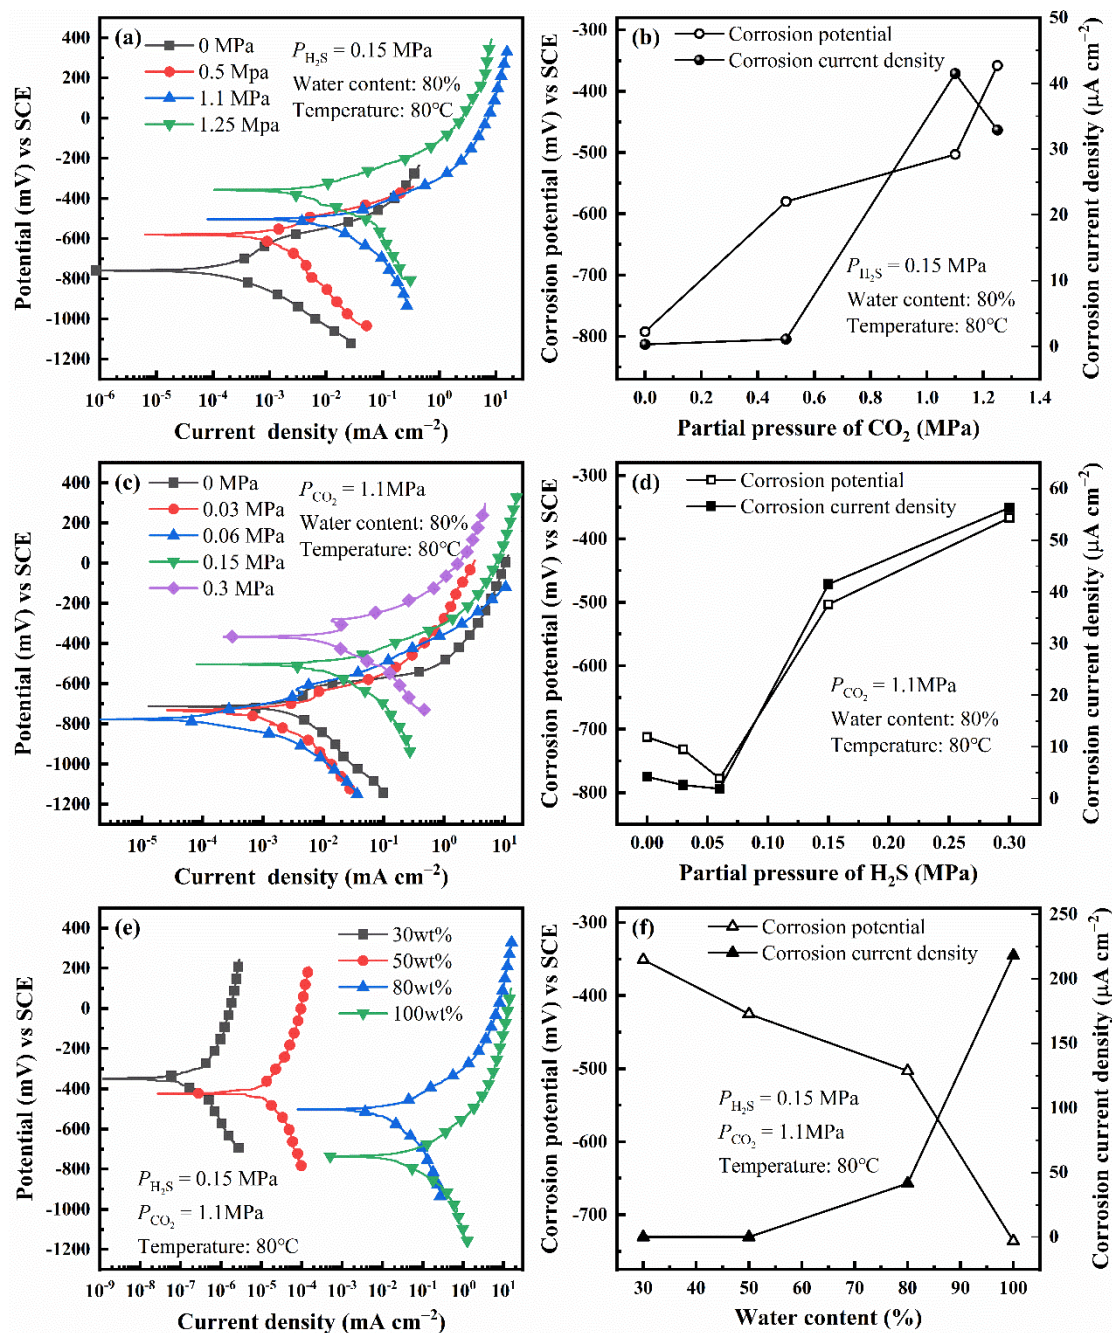 (a)
0 MPa
0.5 Mpa
1.1 MPa
1.25 Mpa
P_H₂S = 0.15 MPa
Water content: 80%
Temperature: 80℃
400
200
0
-200
-400
-600
-800
-1000
-1200
Potential (mV) vs SCE
10⁻⁶ 10⁻⁵ 10⁻⁴ 10⁻³ 10⁻² 10⁻¹ 10⁰ 10¹
Current density (mA cm⁻²)
(b)
Corrosion potential
Corrosion current density
P_H₂S = 0.15 MPa
Water content: 80%
Temperature: 80℃
-300
-400
-500
-600
-700
-800
Corrosion potential (mV) vs SCE
50
40
30
20
10
0
Corrosion current density (μA cm⁻²)
0.0 0.2 0.4 0.6 0.8 1.0 1.2 1.4
Partial pressure of CO₂ (MPa)
(c)
0 MPa
0.03 MPa
0.06 MPa
0.15 MPa
0.3 MPa
P_CO₂ = 1.1MPa
Water content: 80%
Temperature: 80℃
400
200
0
-200
-400
-600
-800
-1000
-1200
Potential (mV) vs SCE
10⁻⁵ 10⁻⁴ 10⁻³ 10⁻² 10⁻¹ 10⁰ 10¹
Current density (mA cm⁻²)
(d)
Corrosion potential
Corrosion current density
P_CO₂ = 1.1MPa
Water content: 80%
Temperature: 80℃
-300
-400
-500
-600
-700
-800
Corrosion potential (mV) vs SCE
60
50
40
30
20
10
0
Corrosion current density (μA cm⁻²)
0.00 0.05 0.10 0.15 0.20 0.25 0.30
Partial pressure of H₂S (MPa)
(e)
30wt%
50wt%
80wt%
100wt%
P_H₂S = 0.15 MPa
P_CO₂ = 1.1MPa
Temperature: 80℃
400
200
0
-200
-400
-600
-800
-1000
-1200
Potential (mV) vs SCE
10⁻⁹ 10⁻⁸ 10⁻⁷ 10⁻⁶ 10⁻⁵ 10⁻⁴ 10⁻³ 10⁻² 10⁻¹ 10⁰ 10¹
Current density (mA cm⁻²)
(f)
Corrosion potential
Corrosion current density
P_H₂S = 0.15 MPa
P_CO₂ = 1.1MPa
Temperature: 80℃
-300
-400
-500
-600
-700
Corrosion potential (mV) vs SCE
250
200
150
100
50
0
Corrosion current density (μA cm⁻²)
30 40 50 60 70 80 90 100
Water content (%)